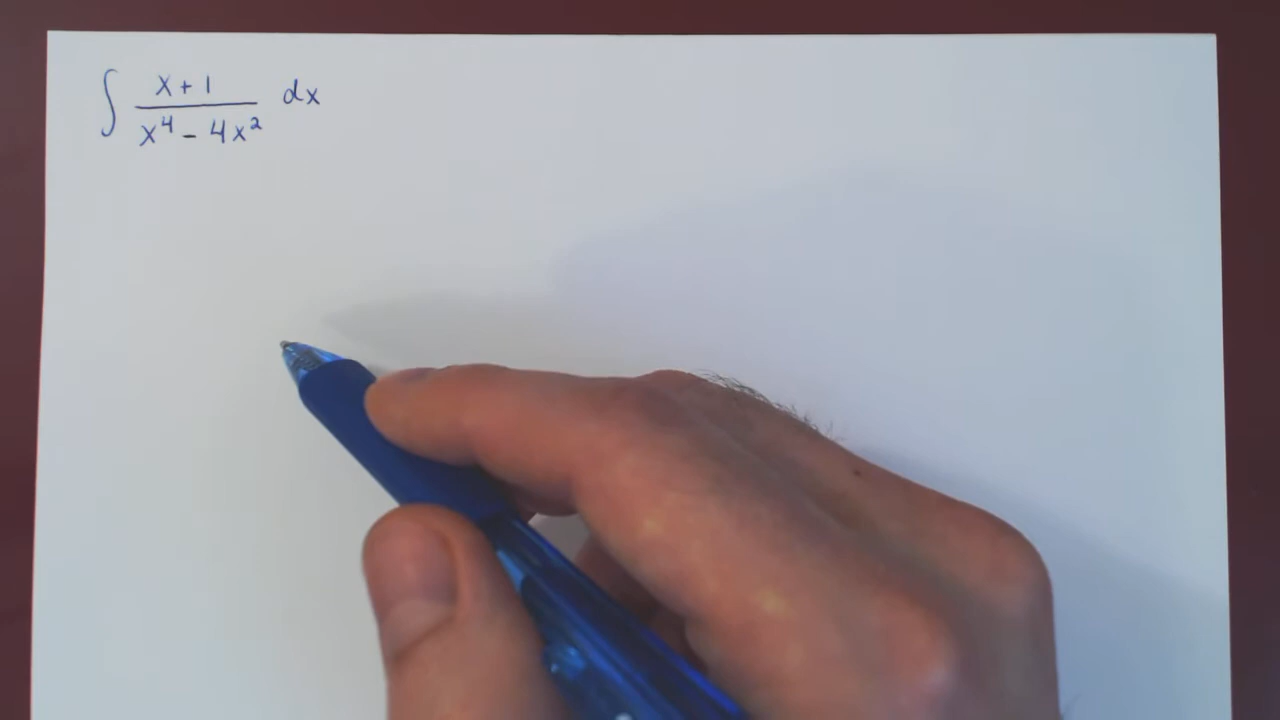 ∫ (x+1)/(x⁴ - 4x²) dx